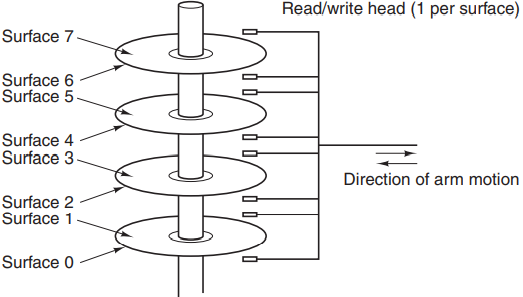 Read/write head (1 per surface)
Surface 7
Surface 6
Surface 5
Surface 4
Surface 3
Direction of arm motion
Surface 2
Surface 1
Surface 0